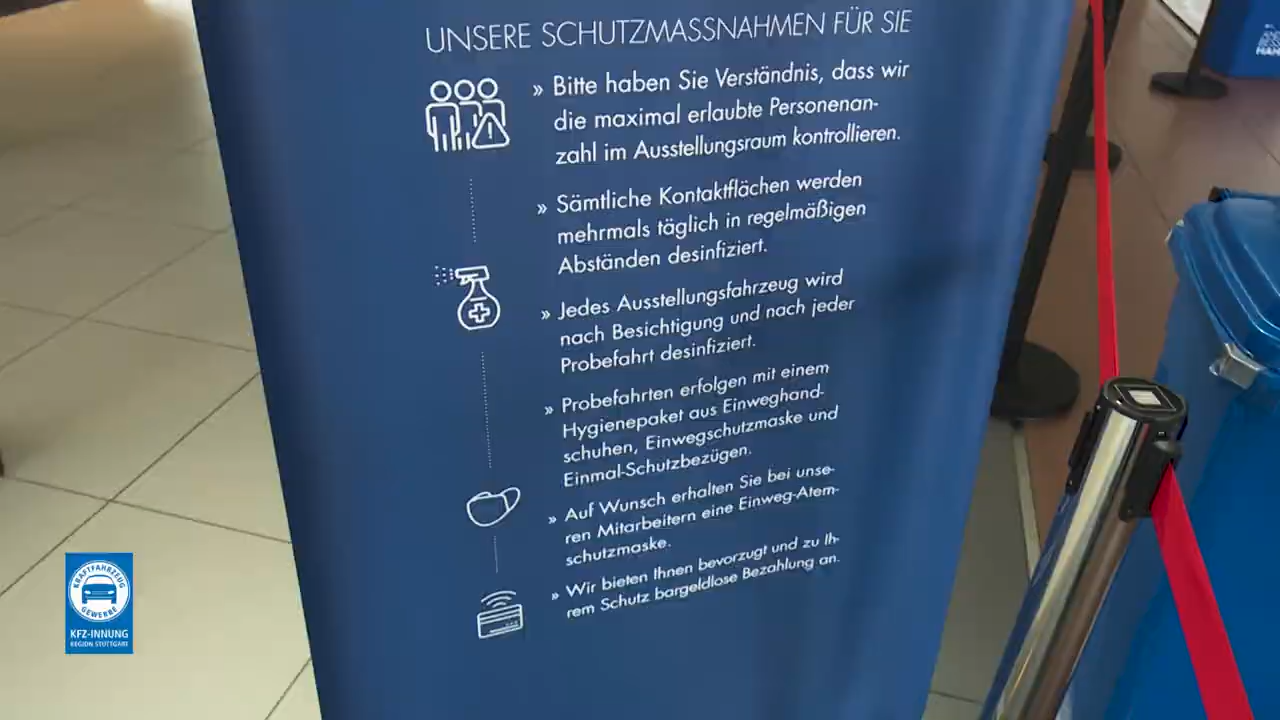 UNSERE SCHUTZMASSNAHMEN FÜR SIE
» Bitte haben Sie Verständnis, dass wir
die maximal erlaubte Personenan-
zahl im Ausstellungsraum kontrollieren.
» Sämtliche Kontaktflächen werden
mehrmals täglich in regelmäßigen
Abständen desinfiziert.
» Jedes Ausstellungsfahrzeug wird
nach Besichtigung und nach jeder
Probefahrt desinfiziert.
» Probefahrten erfolgen mit einem
Hygienepaket aus Einweghand-
schuhen, Einwegschutzmaske und
Einmal-Schutzbezügen.
» Auf Wunsch erhalten Sie bei unse-
ren Mitarbeitern eine Einweg-Atem-
schutzmaske.
» Wir bieten Ihnen bevorzugt und zu Ih-
rem Schutz bargeldlose Bezahlung an.
KRAFTFAHRZEUG
GEWERBE
KFZ-INNUNG
REGION STUTTGART